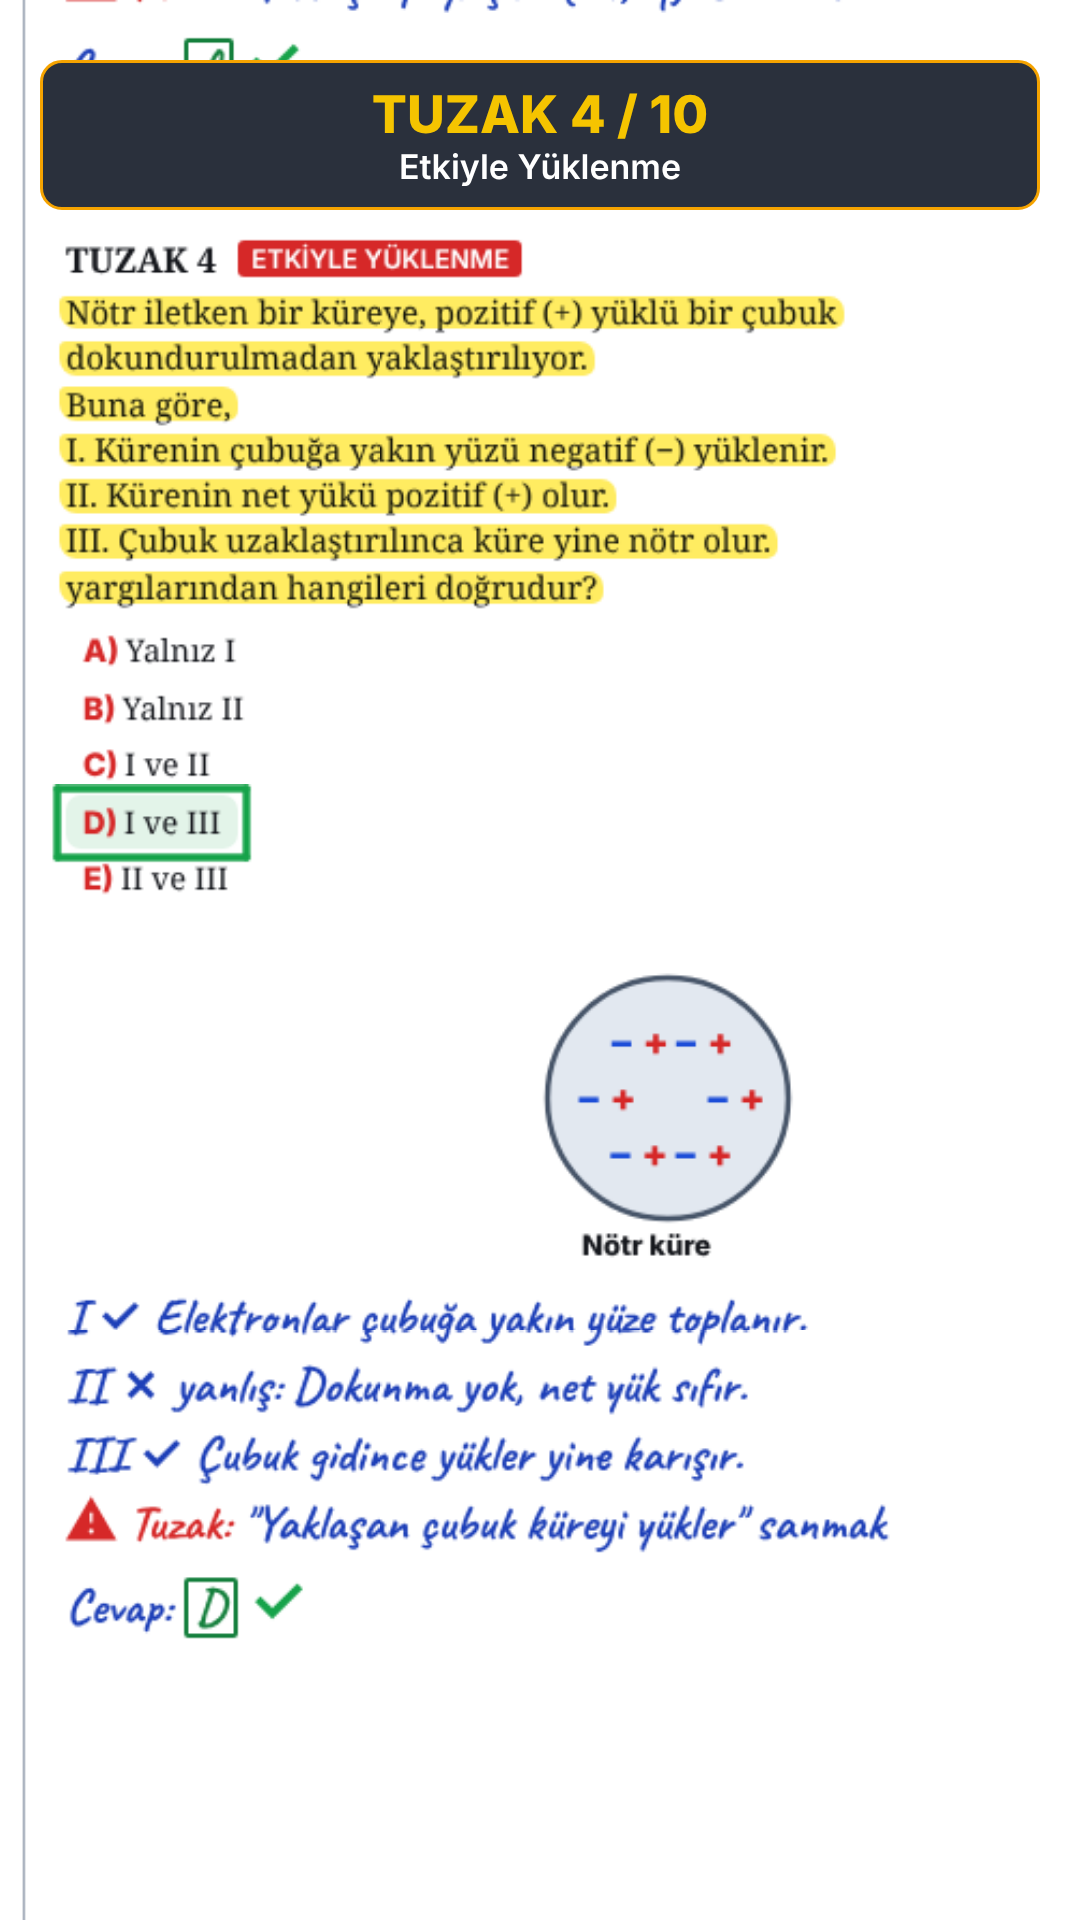 TUZAK 4 / 10
Etkiyle Yüklenme
TUZAK 4 ETKİYLE YÜKLENME
Nötr iletken bir küreye, pozitif (+) yüklü bir çubuk
dokundurulmadan yaklaştırılıyor.
Buna göre,
I. Kürenin çubuğa yakın yüzü negatif (−) yüklenir.
II. Kürenin net yükü pozitif (+) olur.
III. Çubuk uzaklaştırılınca küre yine nötr olur.
yargılarından hangileri doğrudur?
A) Yalnız I
B) Yalnız II
C) I ve II
D) I ve III
E) II ve III
− + − +
− + − +
− + − +
Nötr küre
I ✓ Elektronlar çubuğa yakın yüze toplanır.
II ✕ yanlış: Dokunma yok, net yük sıfır.
III ✓ Çubuk gidince yükler yine karışır.
⚠ Tuzak: "Yaklaşan çubuk küreyi yükler" sanmak
Cevap: D ✓